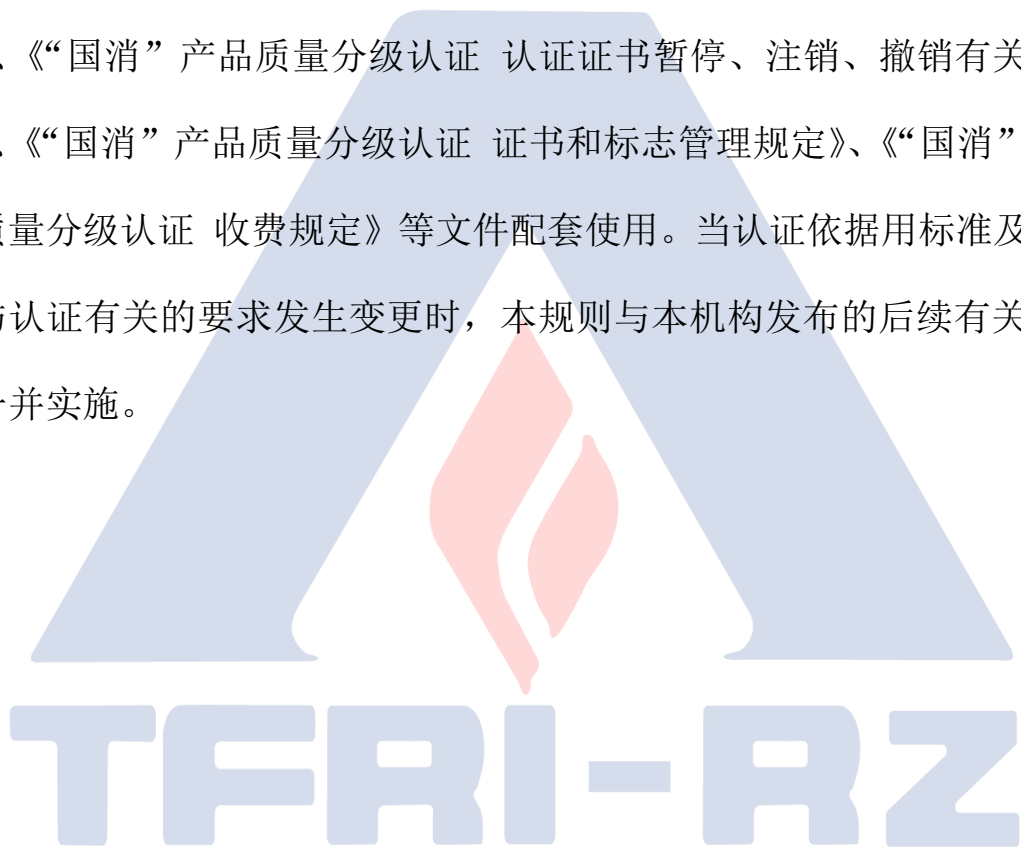 、《“国消”产品质量分级认证 认证证书暂停、注销、撤销有关
、《“国消”产品质量分级认证 证书和标志管理规定》、《“国消”
质量分级认证 收费规定》等文件配套使用。当认证依据用标准及
与认证有关的要求发生变更时，本规则与本机构发布的后续有关
并实施。
TFRI-RZ